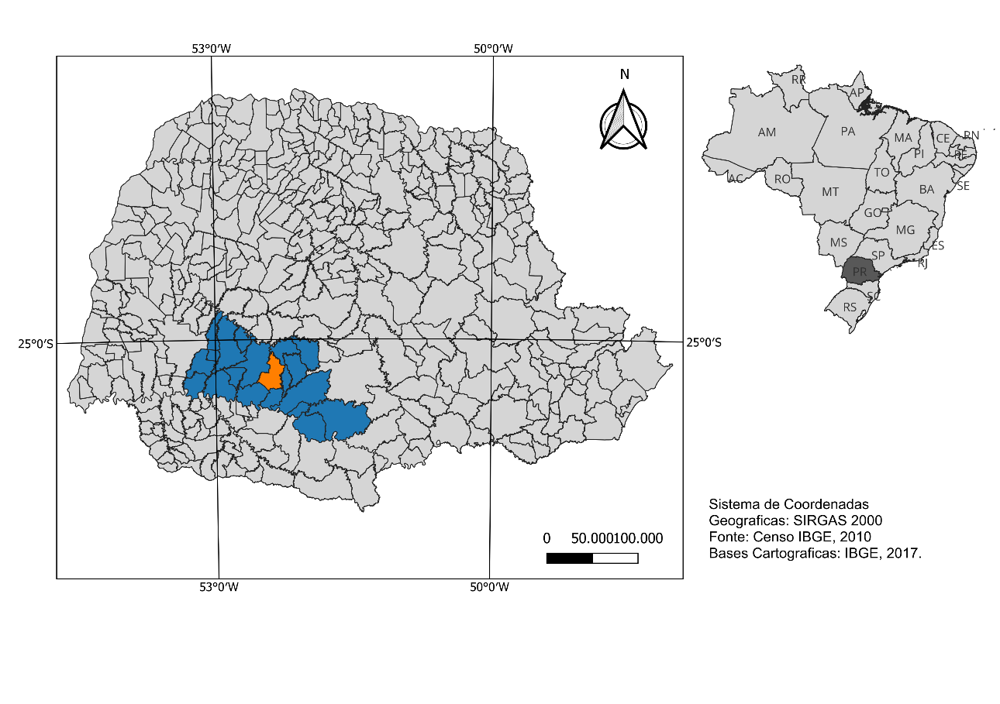 53°0′W
50°0′W
N
25°0′S
25°0′S
0
50.000100.000
53°0′W
50°0′W
RR
AP
AM
PA
MA
CE
RN
PI
PE
AC
RO
TO
SE
MT
BA
GO
MG
MS
ES
SP
RJ
PR
SC
RS
Sistema de Coordenadas
Geograficas: SIRGAS 2000
Fonte: Censo IBGE, 2010
Bases Cartograficas: IBGE, 2017.